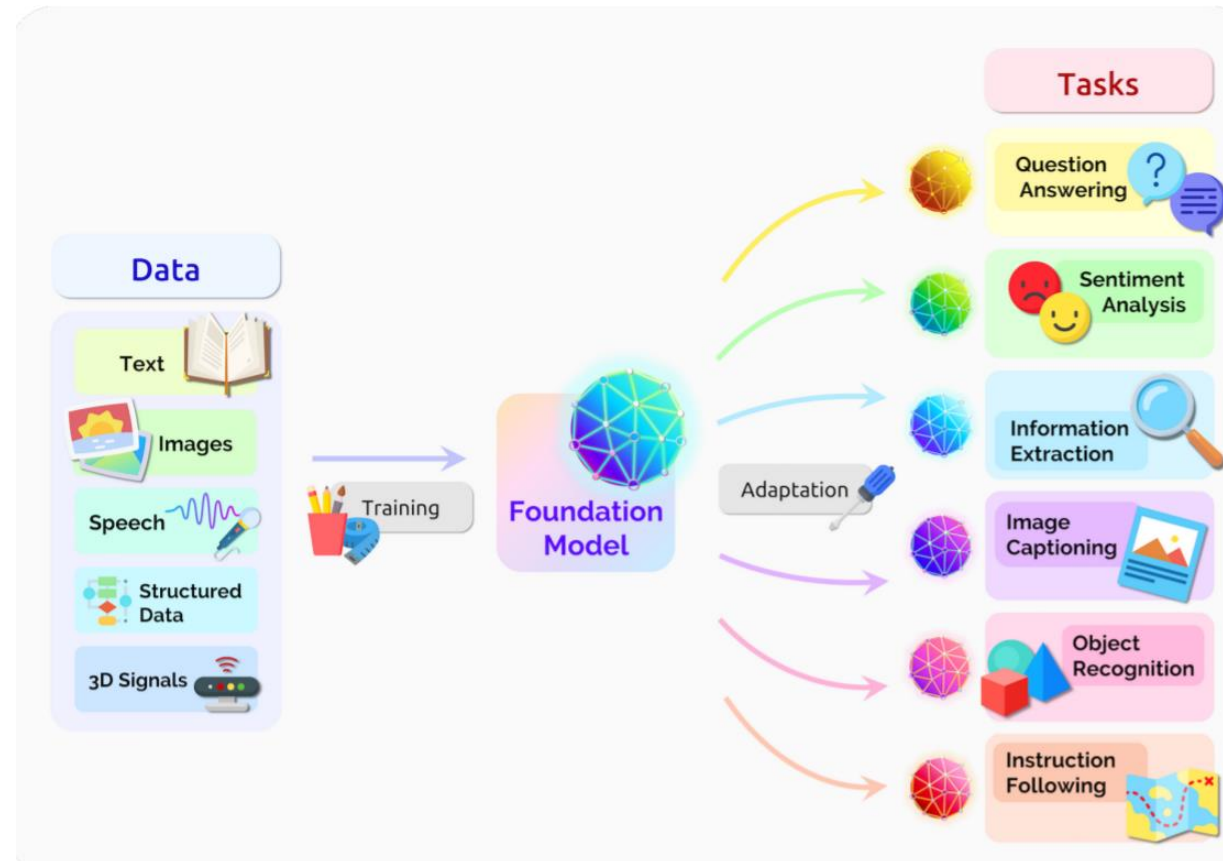 Data
Text
Images
Speech
Structured
Data
3D Signals
Training
Foundation
Model
Adaptation
Tasks
Question
Answering
?
Sentiment
Analysis
Information
Extraction
Image
Captioning
Object
Recognition
Instruction
Following